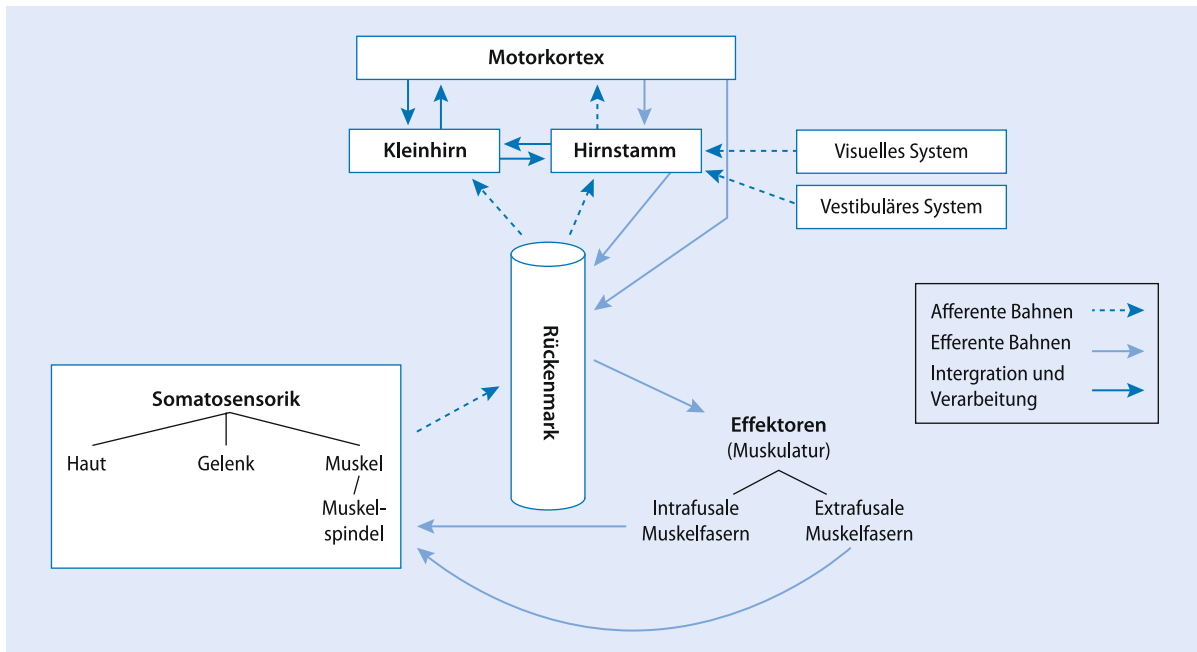 Motorkortex
Kleinhirn
Hirnstamm
Visuelles System
Vestibuläres System
Rückenmark
Afferente Bahnen
Efferente Bahnen
Intergration und
Verarbeitung
Somatosensorik
Haut
Gelenk
Muskel
Muskel-
spindel
Effektoren
(Muskulatur)
Intrafusale
Muskelfasern
Extrafusale
Muskelfasern